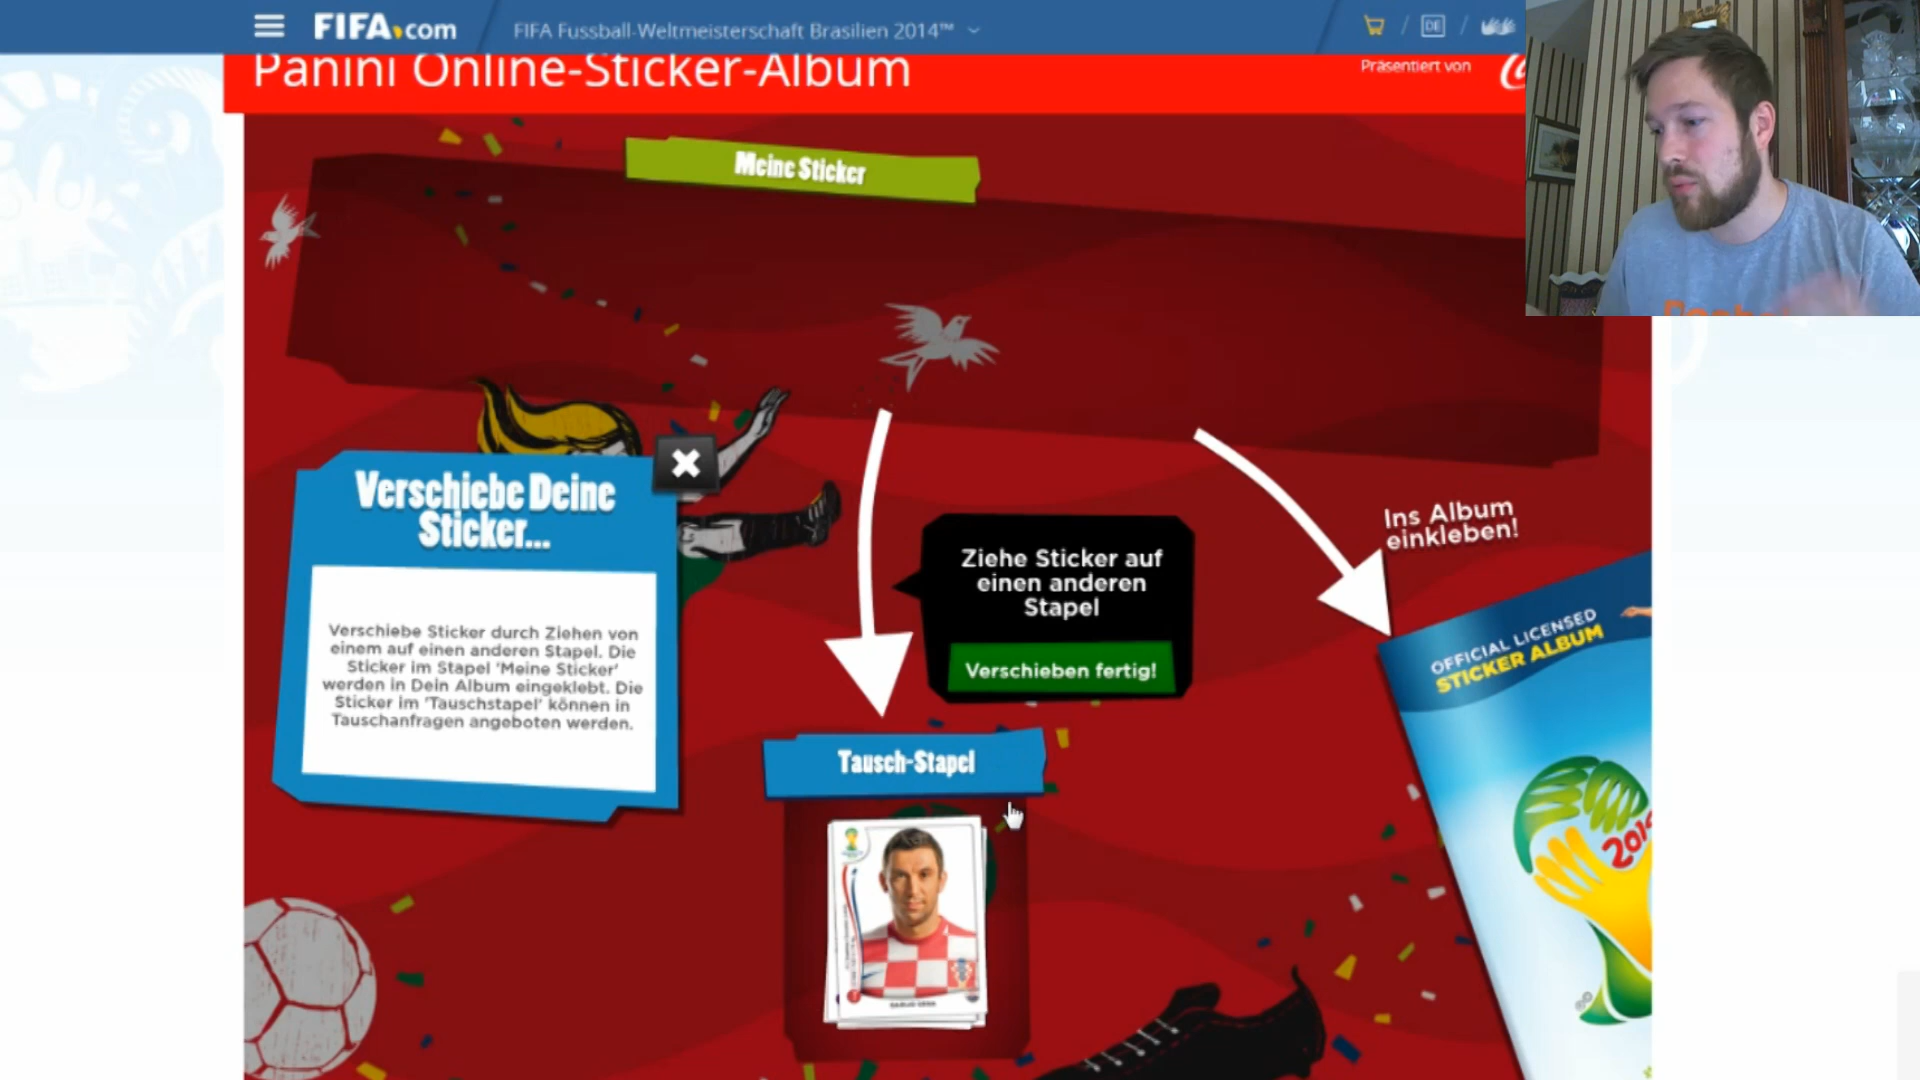 FIFA.com
FIFA Fussball-Weltmeisterschaft Brasilien 2014™
DE
Panini Online-Sticker-Album
Präsentiert von
Meine Sticker
Verschiebe Deine
Sticker...
Verschiebe Sticker durch Ziehen von
einem auf einen anderen Stapel. Die
Sticker im Stapel 'Meine Sticker'
werden in Dein Album eingeklebt. Die
Sticker im 'Tauschstapel' können in
Tauschanfragen angeboten werden.
Ziehe Sticker auf
einen anderen
Stapel
Verschieben fertig!
Ins Album
einkleben!
OFFICIAL LICENSED
STICKER ALBUM
Tausch-Stapel